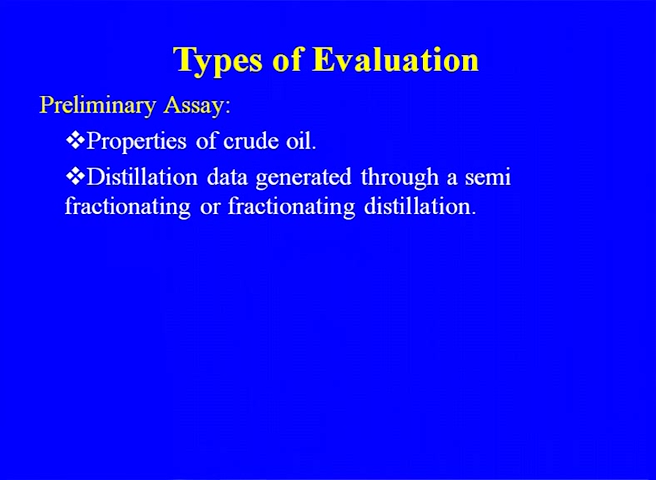 Types of Evaluation
Preliminary Assay:
❖Properties of crude oil.
❖Distillation data generated through a semi
fractionating or fractionating distillation.